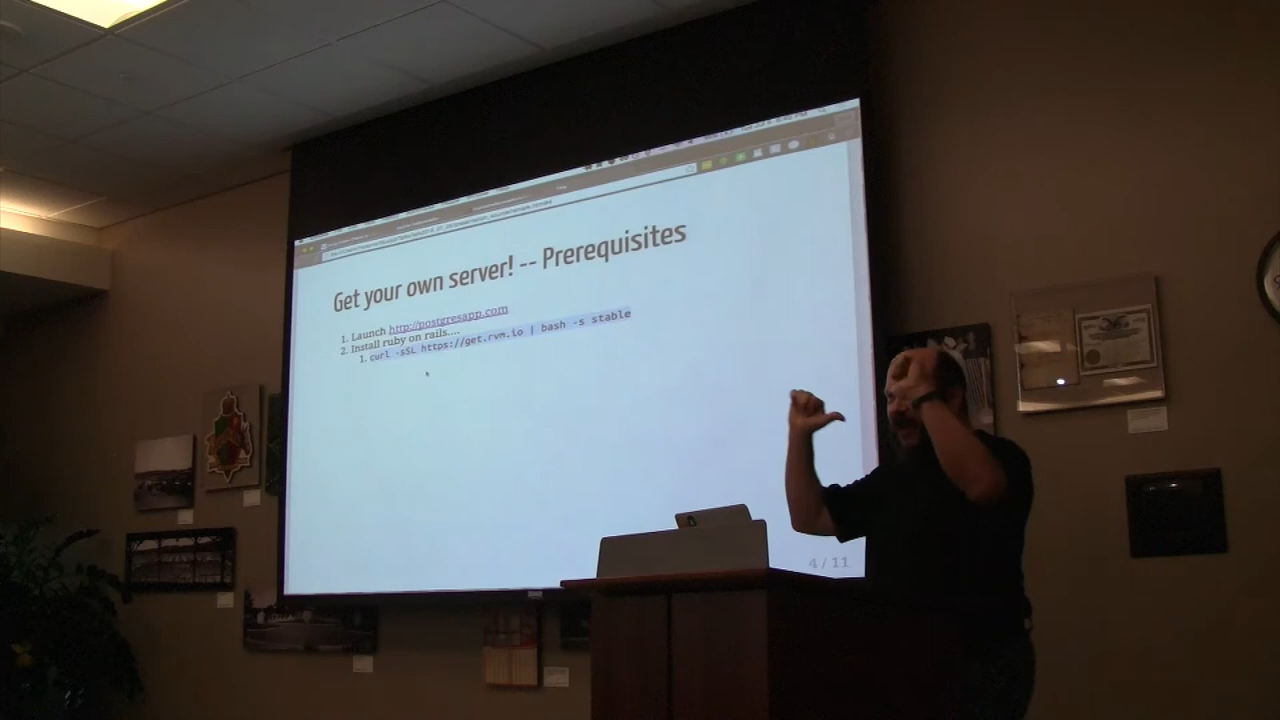 Get your own server! -- Prerequisites
1. Launch http://postgresapp.com
2. Install ruby on rails....
1. curl -sSL https://get.rvm.io | bash -s stable
4 / 11